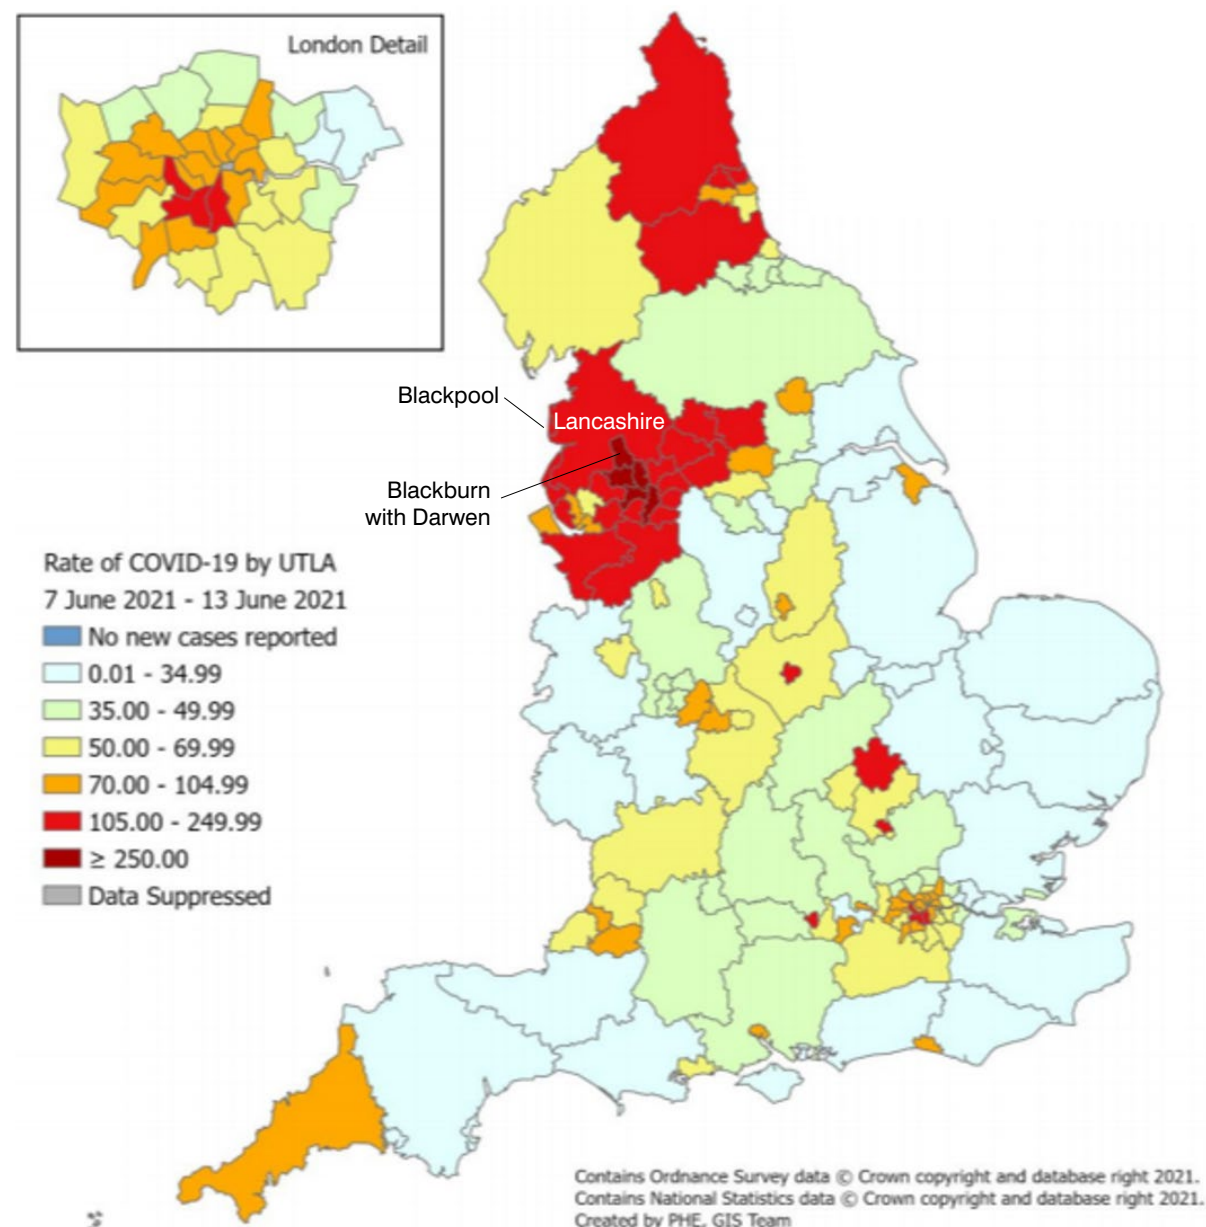 London Detail
Blackpool
Lancashire
Blackburn
with Darwen
Rate of COVID-19 by UTLA
7 June 2021 - 13 June 2021
No new cases reported
0.01 - 34.99
35.00 - 49.99
50.00 - 69.99
70.00 - 104.99
105.00 - 249.99
≥ 250.00
Data Suppressed
Contains Ordnance Survey data © Crown copyright and database right 2021.
Contains National Statistics data © Crown copyright and database right 2021.
Created by PHE, GIS Team